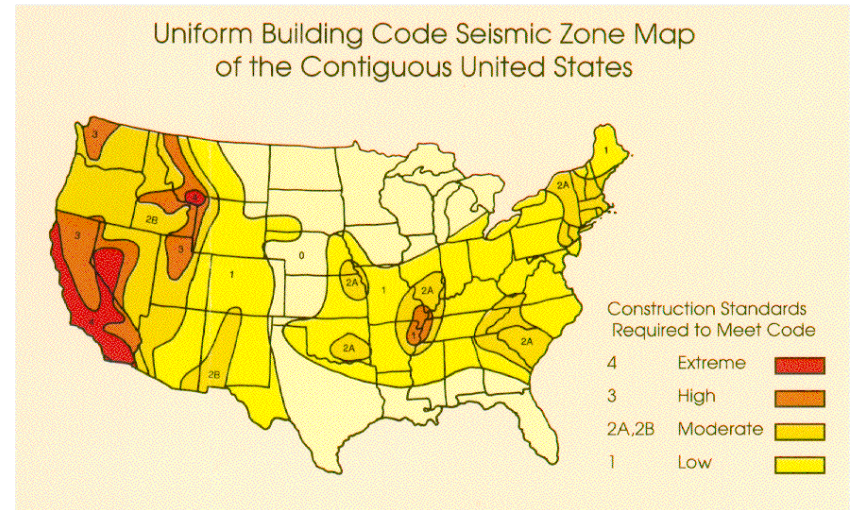 Uniform Building Code Seismic Zone Map
of the Contiguous United States
3
1
2A
4
2B
3
3
1
0
2A
1
2A
4
2A
2A
2B
Construction Standards
Required to Meet Code
4 Extreme
3 High
2A,2B Moderate
1 Low